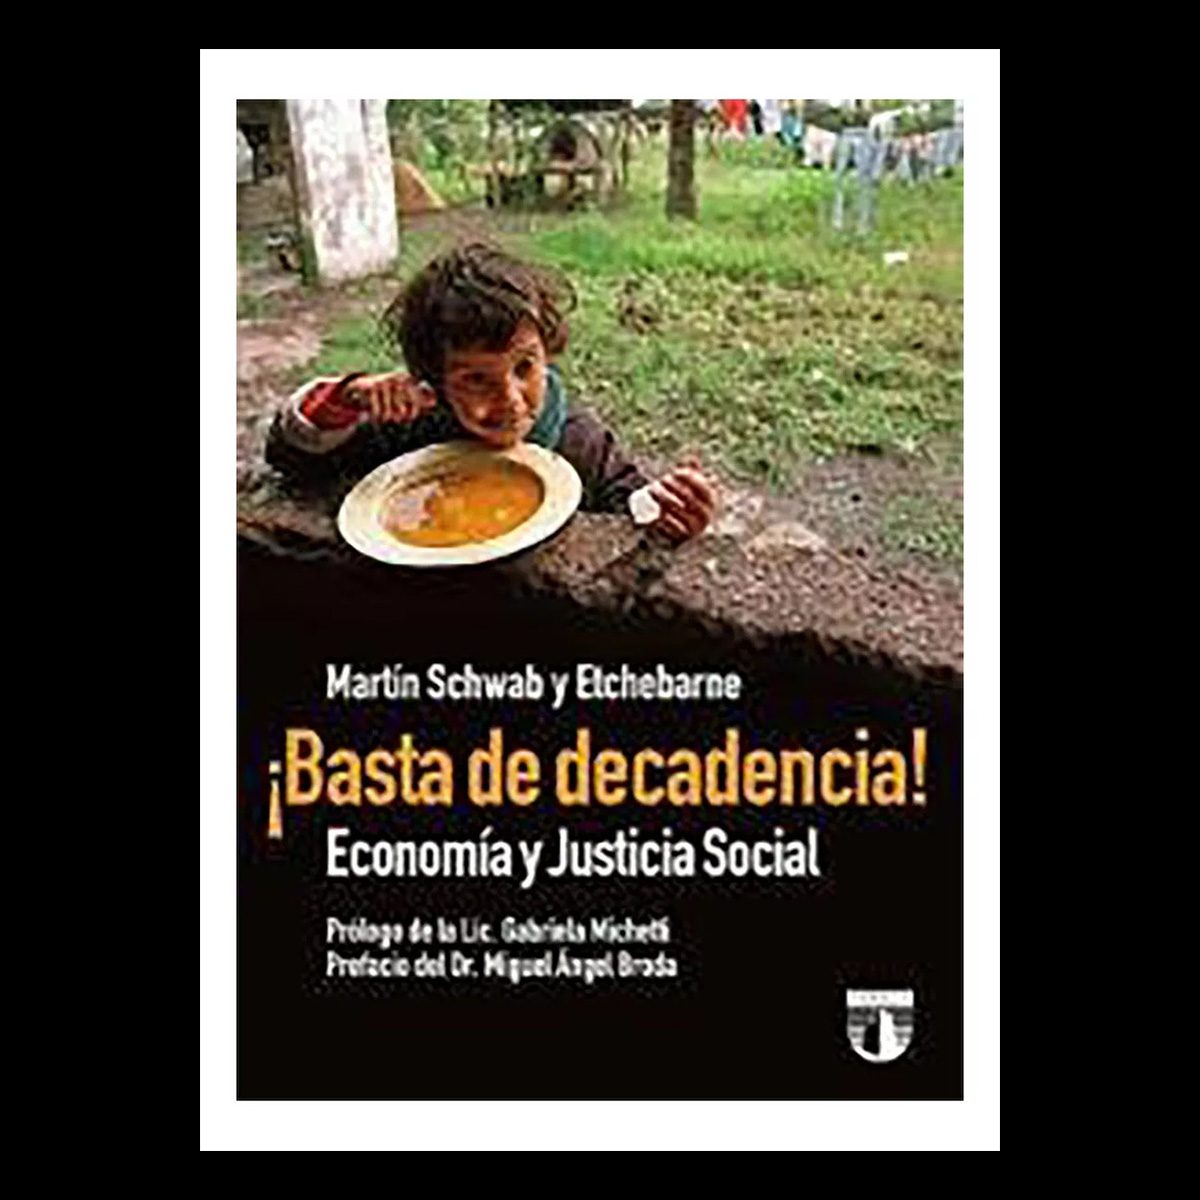 Martín Schwab y Etchebarne
¡Basta de decadencia!
Economía y Justicia Social
Prólogo de la Lic. Gabriela Michetti
Prefacio del Dr. Miguel Ángel Broda